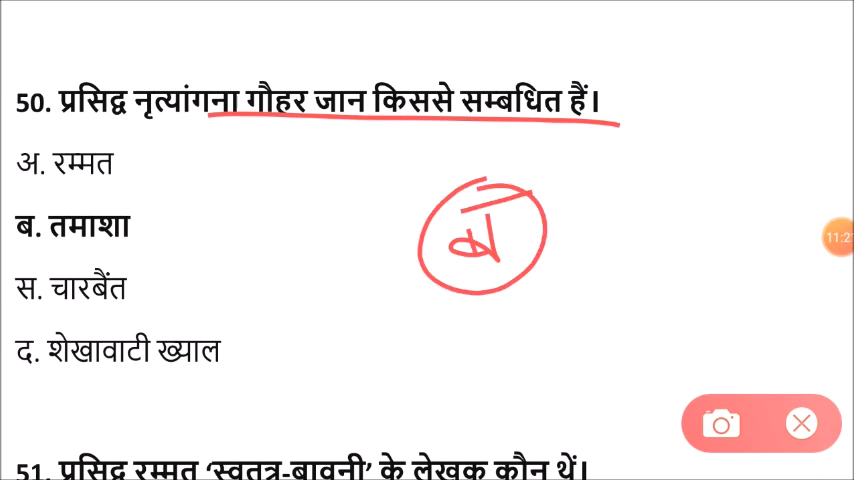 50. प्रसिद्व नृत्यांगना गौहर जान किससे सम्बधित हैं।
अ. रम्मत
ब. तमाशा
ब
स. चारबैंत
द. शेखावाटी ख्याल
51. प्रसिद्व रम्मत ‘स्वतत्र-बावनी’ के लेखक कौन थें।